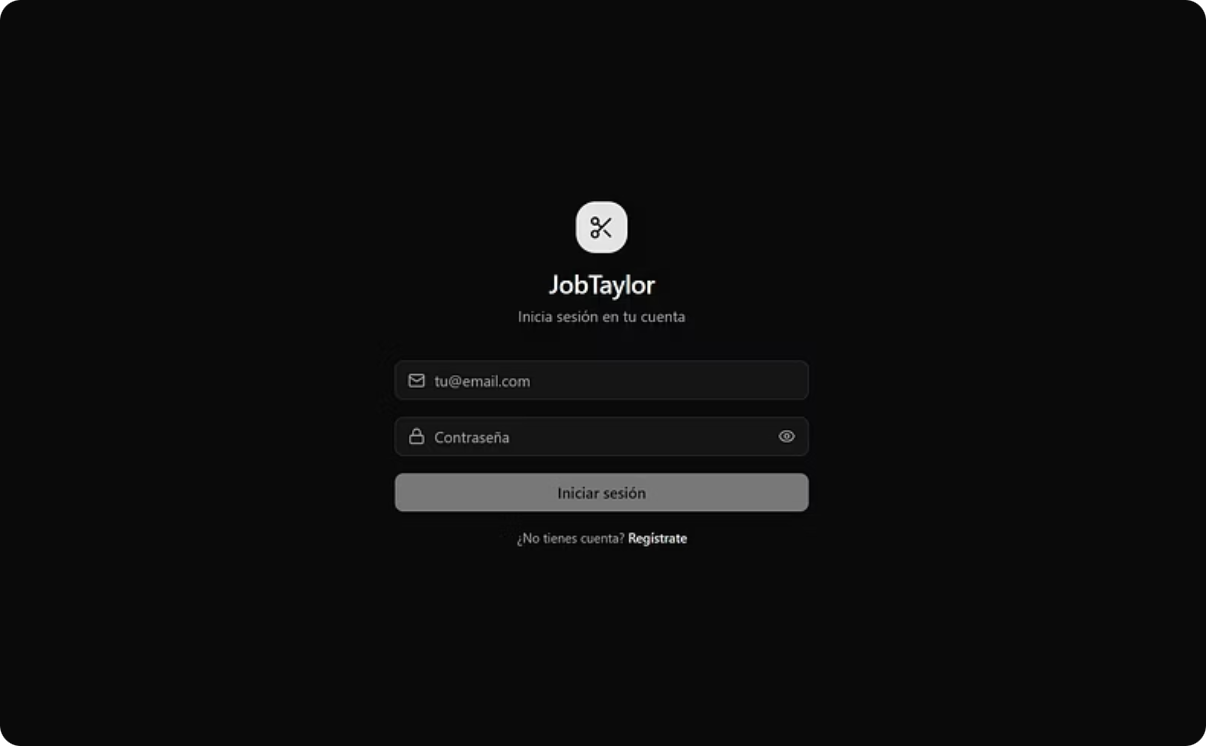 JobTaylor
Inicia sesión en tu cuenta
tu@email.com
Contraseña
Iniciar sesión
¿No tienes cuenta? Regístrate